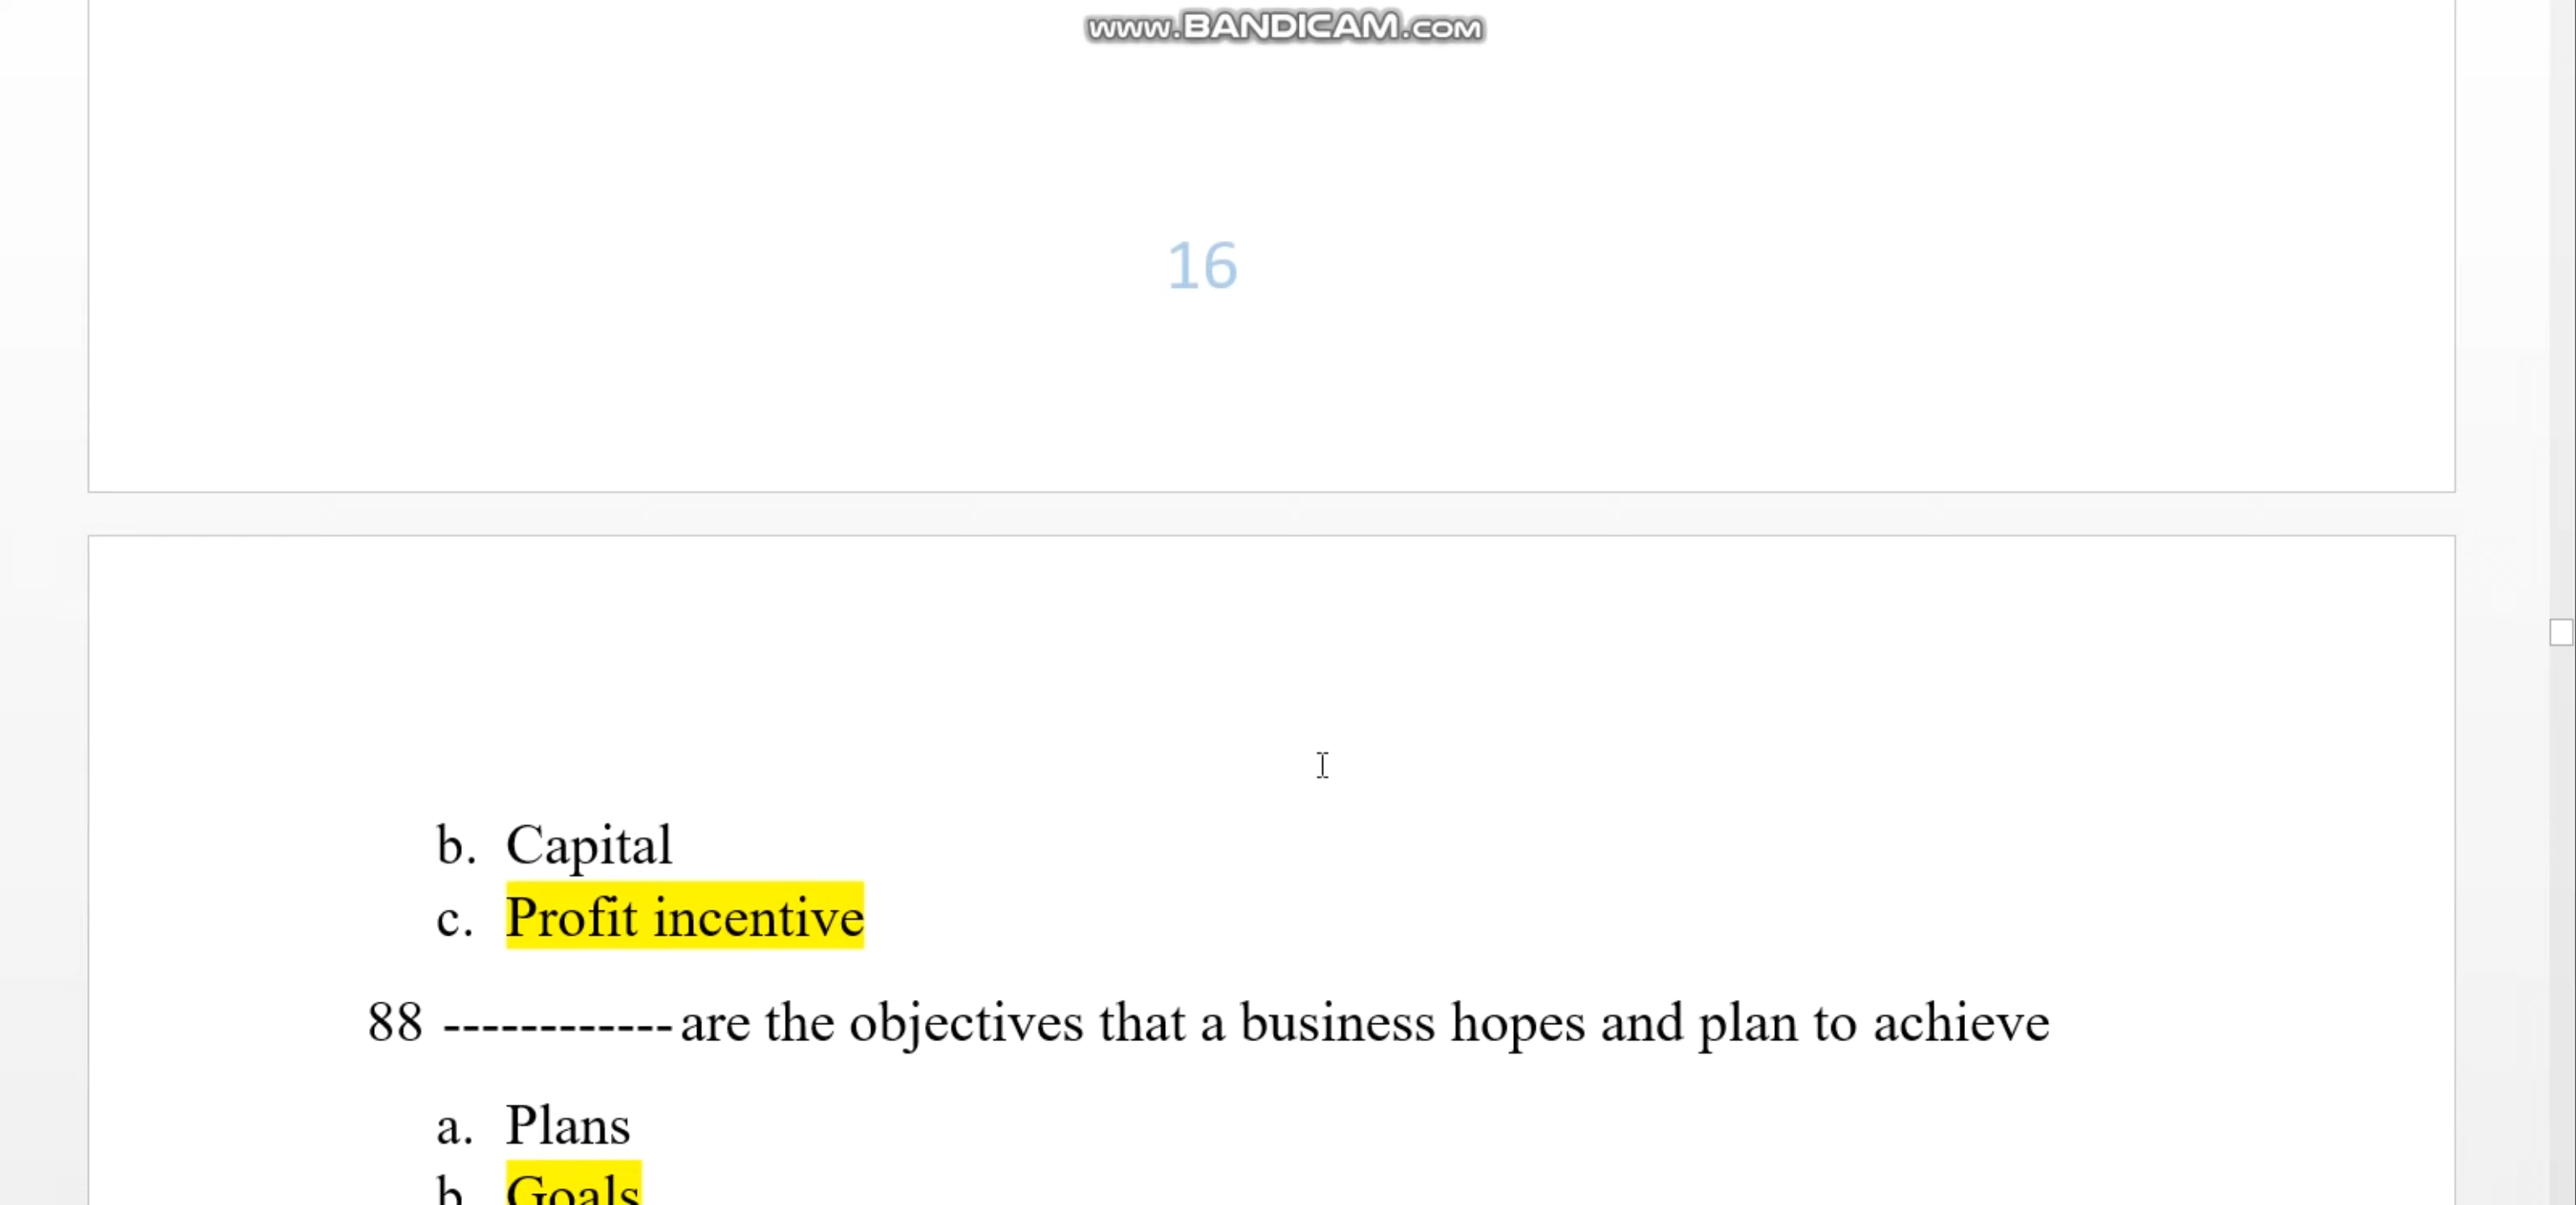 www.BANDICAM.com
16
b. Capital
c. Profit incentive
88 ------------ are the objectives that a business hopes and plan to achieve
a. Plans
b. Goals